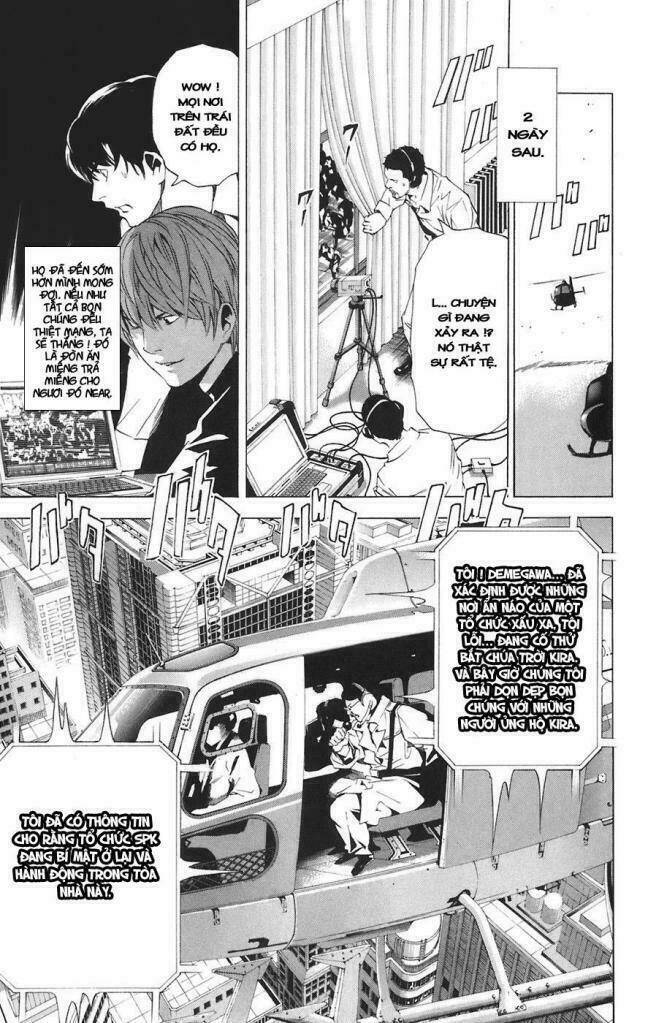 2
NGÀY
SAU.
L... CHUYỆN
GÌ ĐANG
XẢY RA !?
NÓ THẬT
SỰ RẤT TỆ.
WOW !
MỌI NƠI
TRÊN TRÁI
ĐẤT ĐỀU
CÓ HỌ.
HỌ ĐÃ ĐẾN SỚM
HƠN MÌNH MONG
ĐỢI. NẾU NHƯ
TẤT CẢ BỌN
CHÚNG ĐỀU
THIỆT MẠNG, TA
SẼ THẮNG ! ĐÓ
LÀ ĐÒN ĂN
MIẾNG TRẢ
MIẾNG CHO
NGƯƠI ĐÓ NEAR.
TÔI ! DEMEGAWA... ĐÃ
XÁC ĐỊNH ĐƯỢC NHỮNG
NƠI ẨN NÁO CỦA MỘT
TỔ CHỨC XẤU XA, TỘI
LỖI... ĐANG CỐ THỬ
BẮT CHÚA TRỜI KIRA.
VÀ BÂY GIỜ CHÚNG TÔI
PHẢI DỌN DẸP BỌN
CHÚNG VỚI NHỮNG
NGƯỜI ỦNG HỘ KIRA.
TÔI ĐÃ CÓ THÔNG TIN
CHO RẰNG TỔ CHỨC SPK
ĐANG BÍ MẬT Ở LẠI VÀ
HÀNH ĐỘNG TRONG TÒA
NHÀ NÀY.